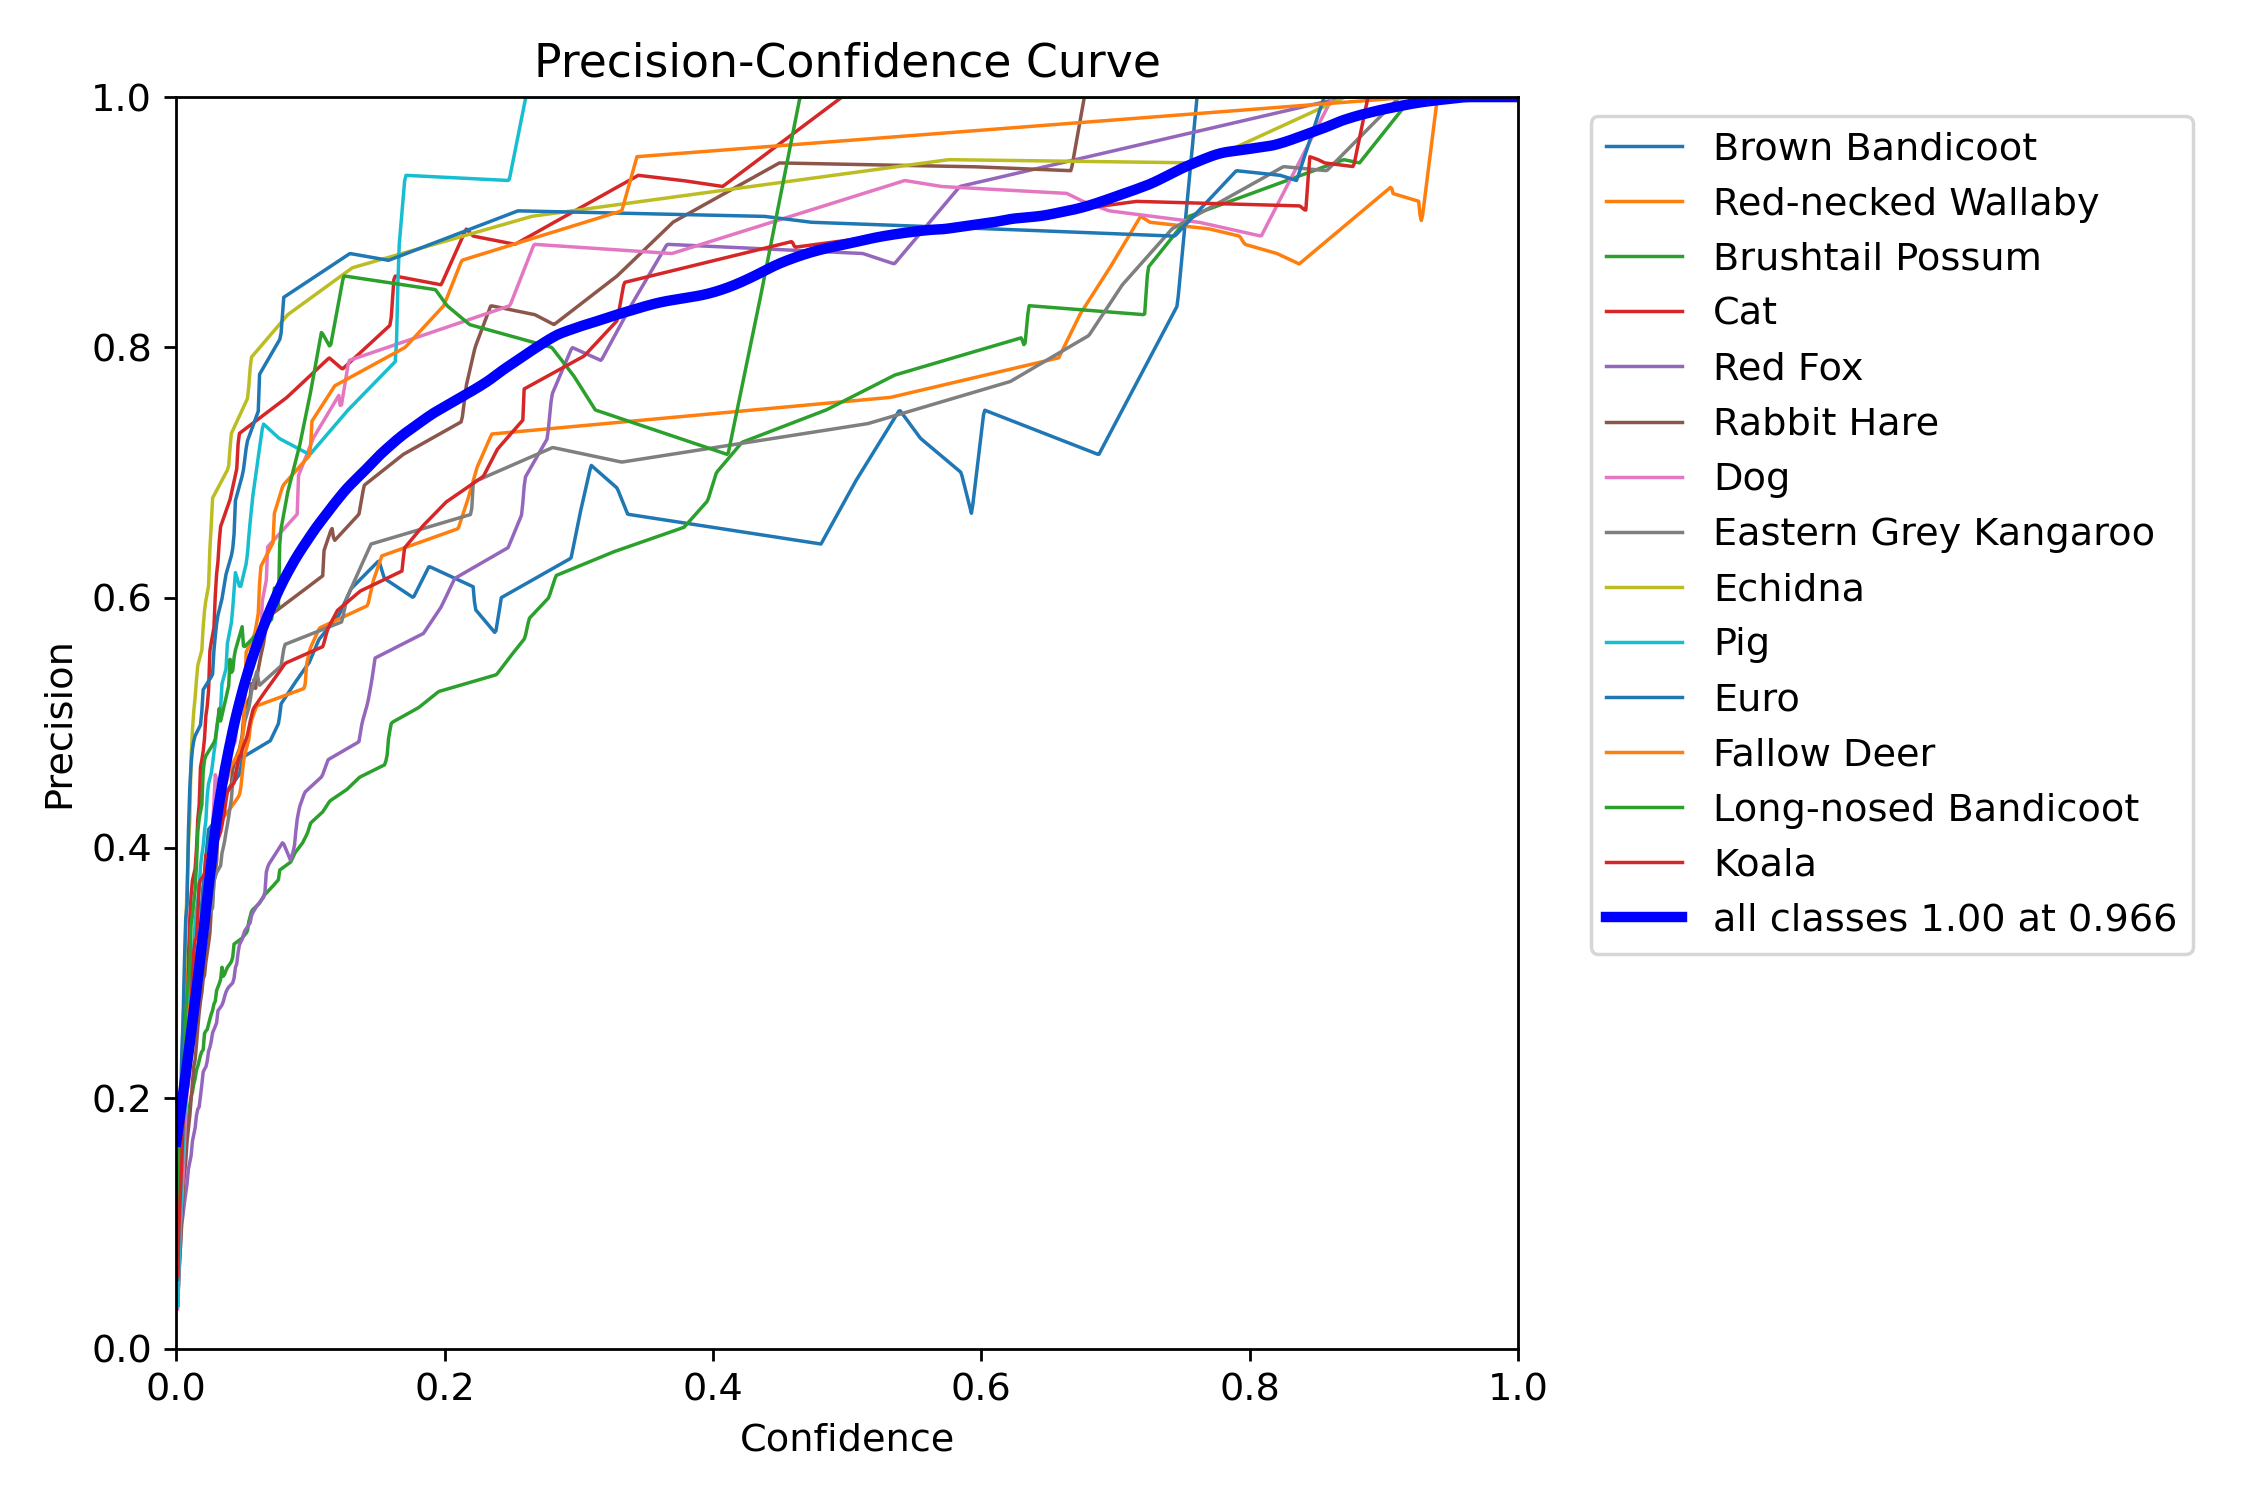 Precision-Confidence Curve
1.0
0.8
0.6
0.4
0.2
0.0
Precision
0.0 0.2 0.4 0.6 0.8 1.0
Confidence
Brown Bandicoot
Red-necked Wallaby
Brushtail Possum
Cat
Red Fox
Rabbit Hare
Dog
Eastern Grey Kangaroo
Echidna
Pig
Euro
Fallow Deer
Long-nosed Bandicoot
Koala
all classes 1.00 at 0.966